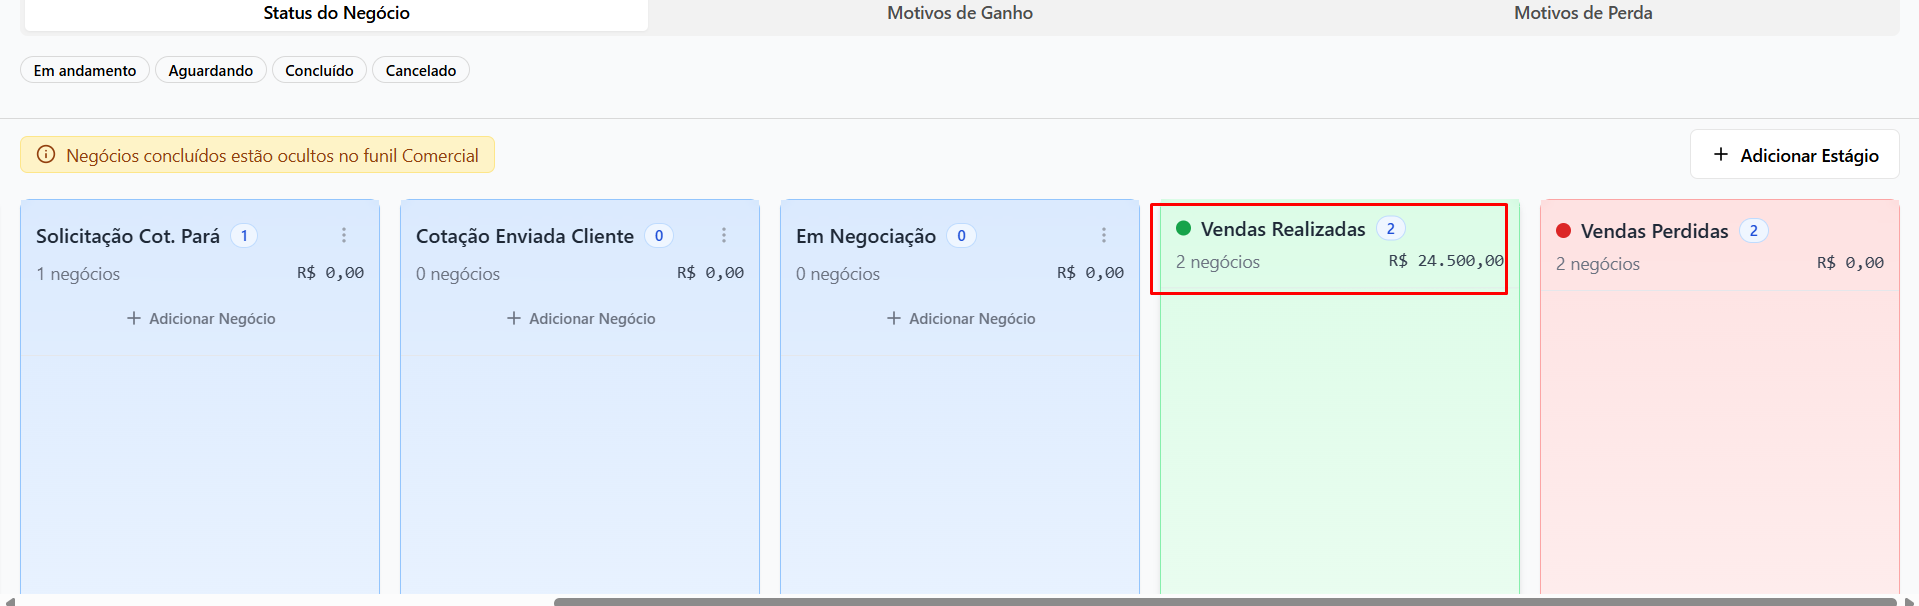 Status do Negócio
Motivos de Ganho
Motivos de Perda
Em andamento
Aguardando
Concluído
Cancelado
Negócios concluídos estão ocultos no funil Comercial
+ Adicionar Estágio
Solicitação Cot. Pará 1
1 negócios R$ 0,00
+ Adicionar Negócio
Cotação Enviada Cliente 0
0 negócios R$ 0,00
+ Adicionar Negócio
Em Negociação 0
0 negócios R$ 0,00
+ Adicionar Negócio
Vendas Realizadas 2
2 negócios R$ 24.500,00
Vendas Perdidas 2
2 negócios R$ 0,00